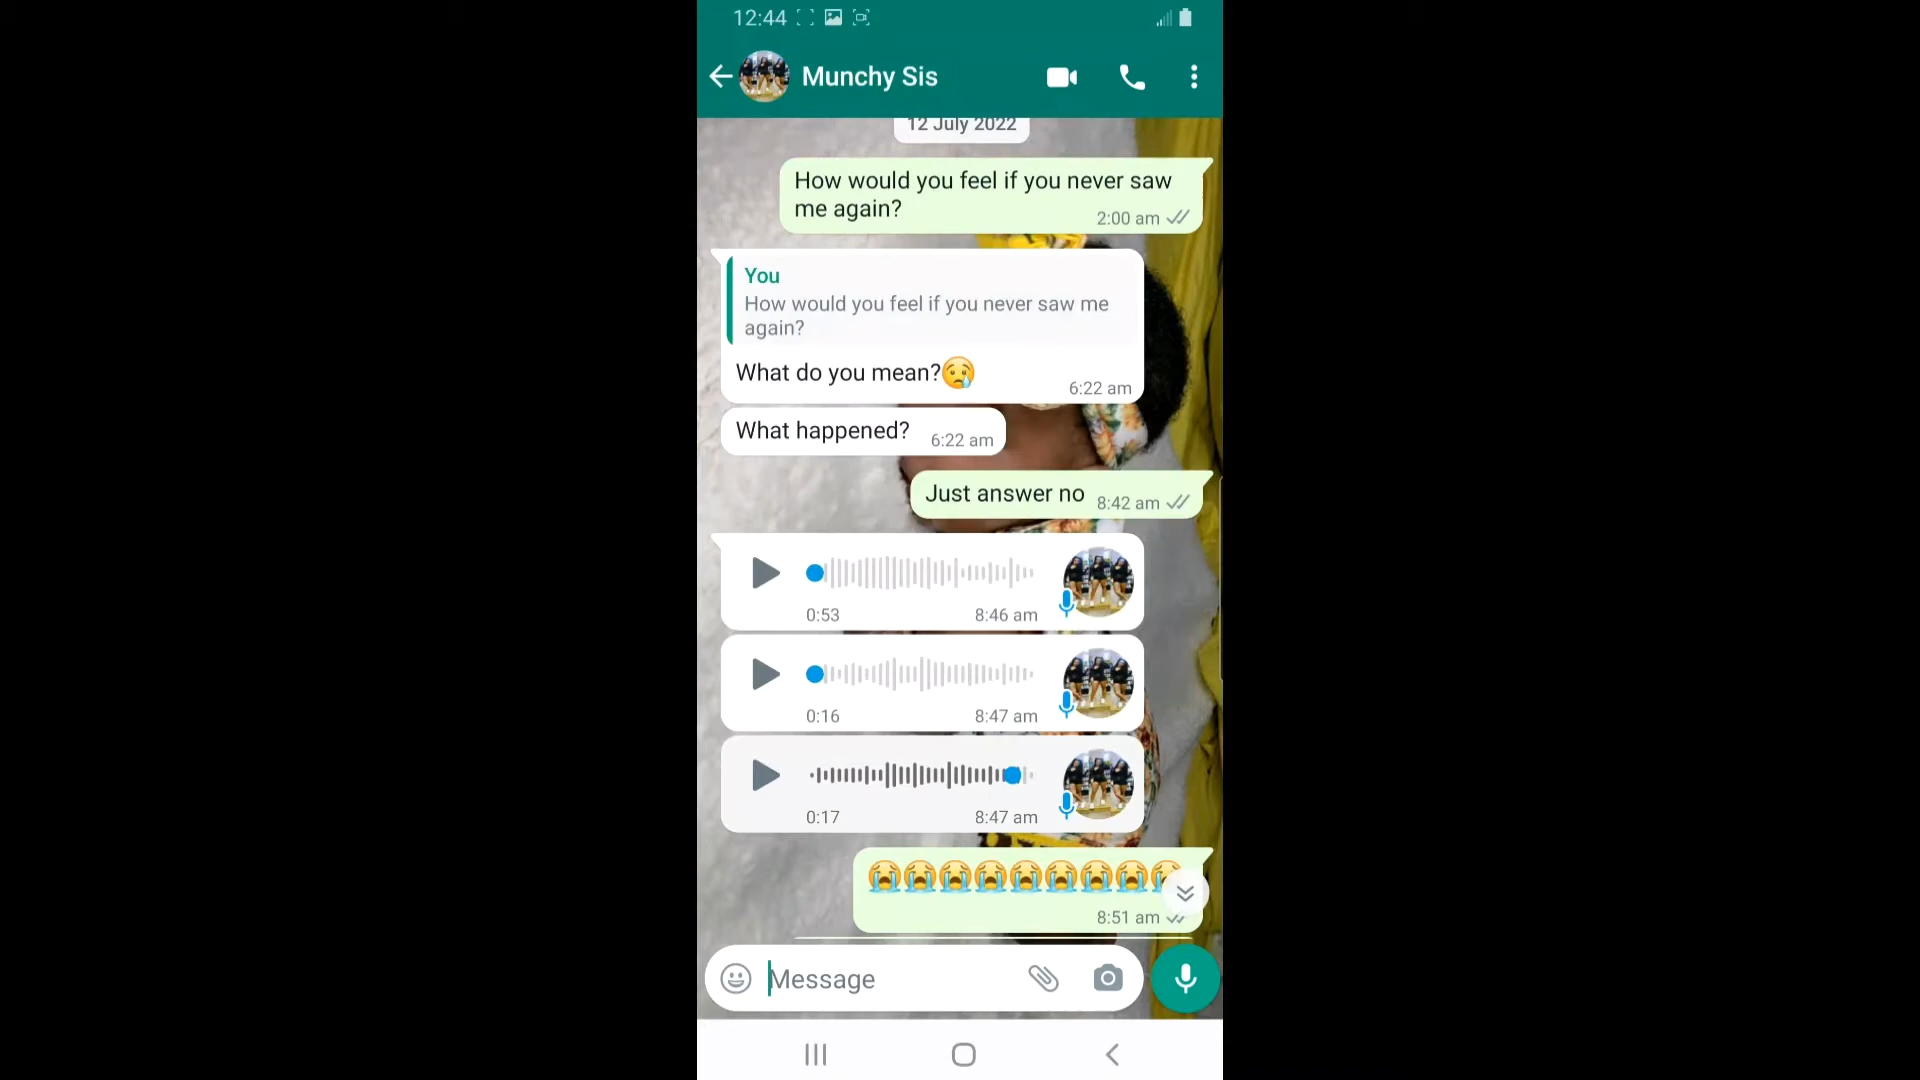 12:44
Munchy Sis
12 July 2022
How would you feel if you never saw
me again?
2:00 am
You
How would you feel if you never saw me
again?
What do you mean?😢
6:22 am
What happened?
6:22 am
Just answer no
8:42 am
0:53
8:46 am
0:16
8:47 am
0:17
8:47 am
😭😭😭😭😭😭😭😭😭
8:51 am
Message